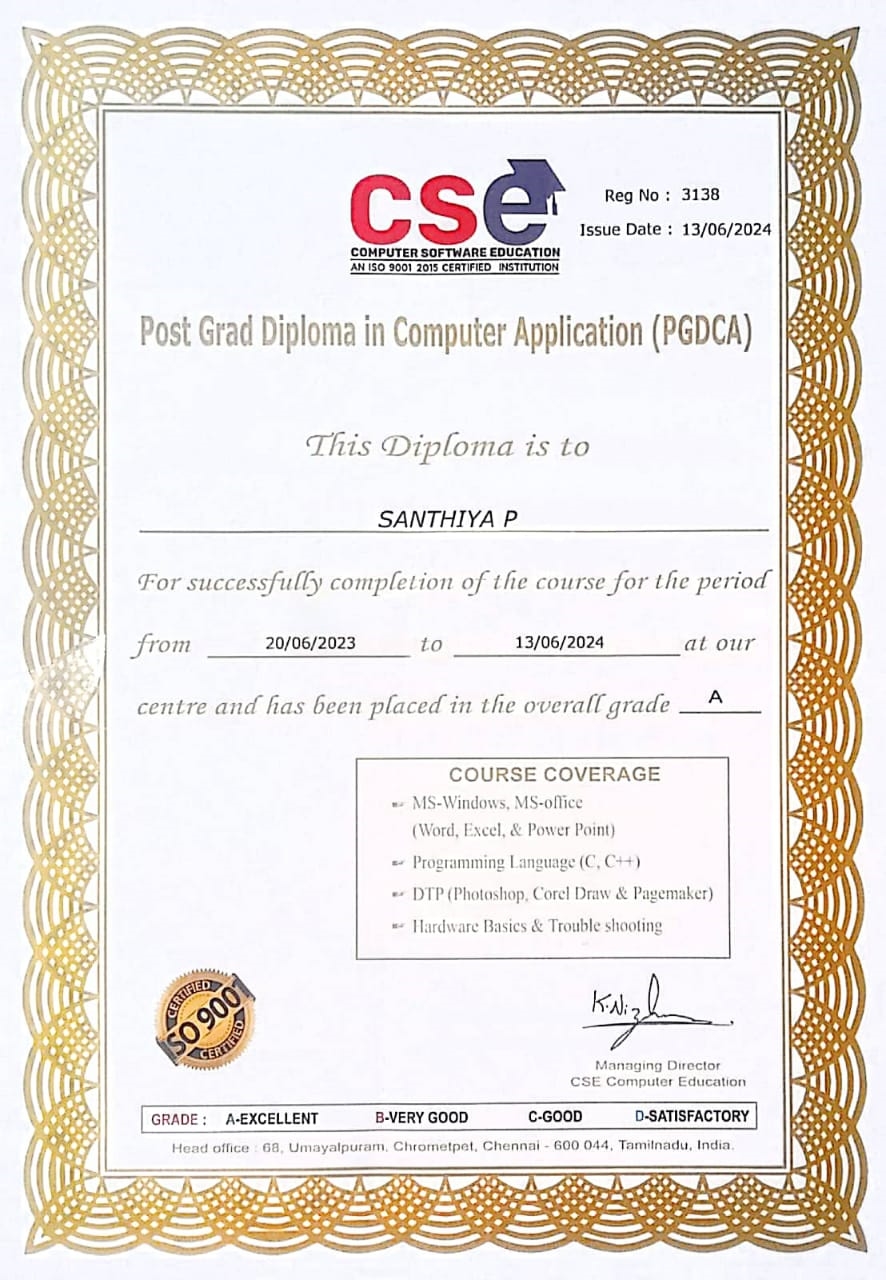 cse
COMPUTER SOFTWARE EDUCATION
AN ISO 9001 2015 CERTIFIED INSTITUTION
Reg No : 3138
Issue Date : 13/06/2024
Post Grad Diploma in Computer Application (PGDCA)
This Diploma is to
SANTHIYA P
For successfully completion of the course for the period
from 20/06/2023 to 13/06/2024 at our
centre and has been placed in the overall grade A
COURSE COVERAGE
MS-Windows, MS-office
(Word, Excel, & Power Point)
Programming Language (C, C++)
DTP (Photoshop, Corel Draw & Pagemaker)
Hardware Basics & Trouble shooting
CERTIFIED
ISO 9001
CERTIFIED
Managing Director
CSE Computer Education
GRADE : A-EXCELLENT B-VERY GOOD C-GOOD D-SATISFACTORY
Head office : 68, Umayalpuram, Chrometpet, Chennai - 600 044, Tamilnadu, India.